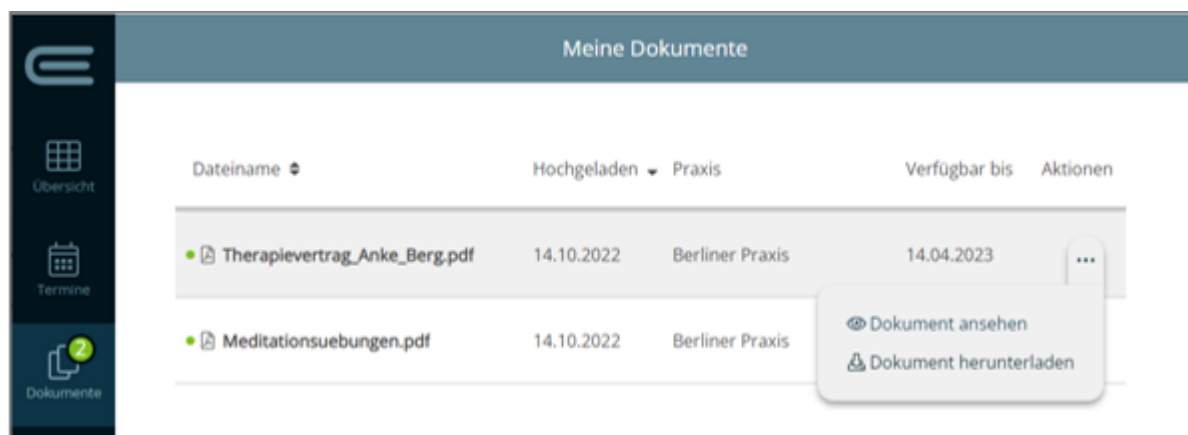 Meine Dokumente
Übersicht
Termine
2
Dokumente
Dateiname Hochgeladen Praxis Verfügbar bis Aktionen
Therapievertrag_Anke_Berg.pdf 14.10.2022 Berliner Praxis 14.04.2023 ...
Meditationsuebungen.pdf 14.10.2022 Berliner Praxis
Dokument ansehen
Dokument herunterladen